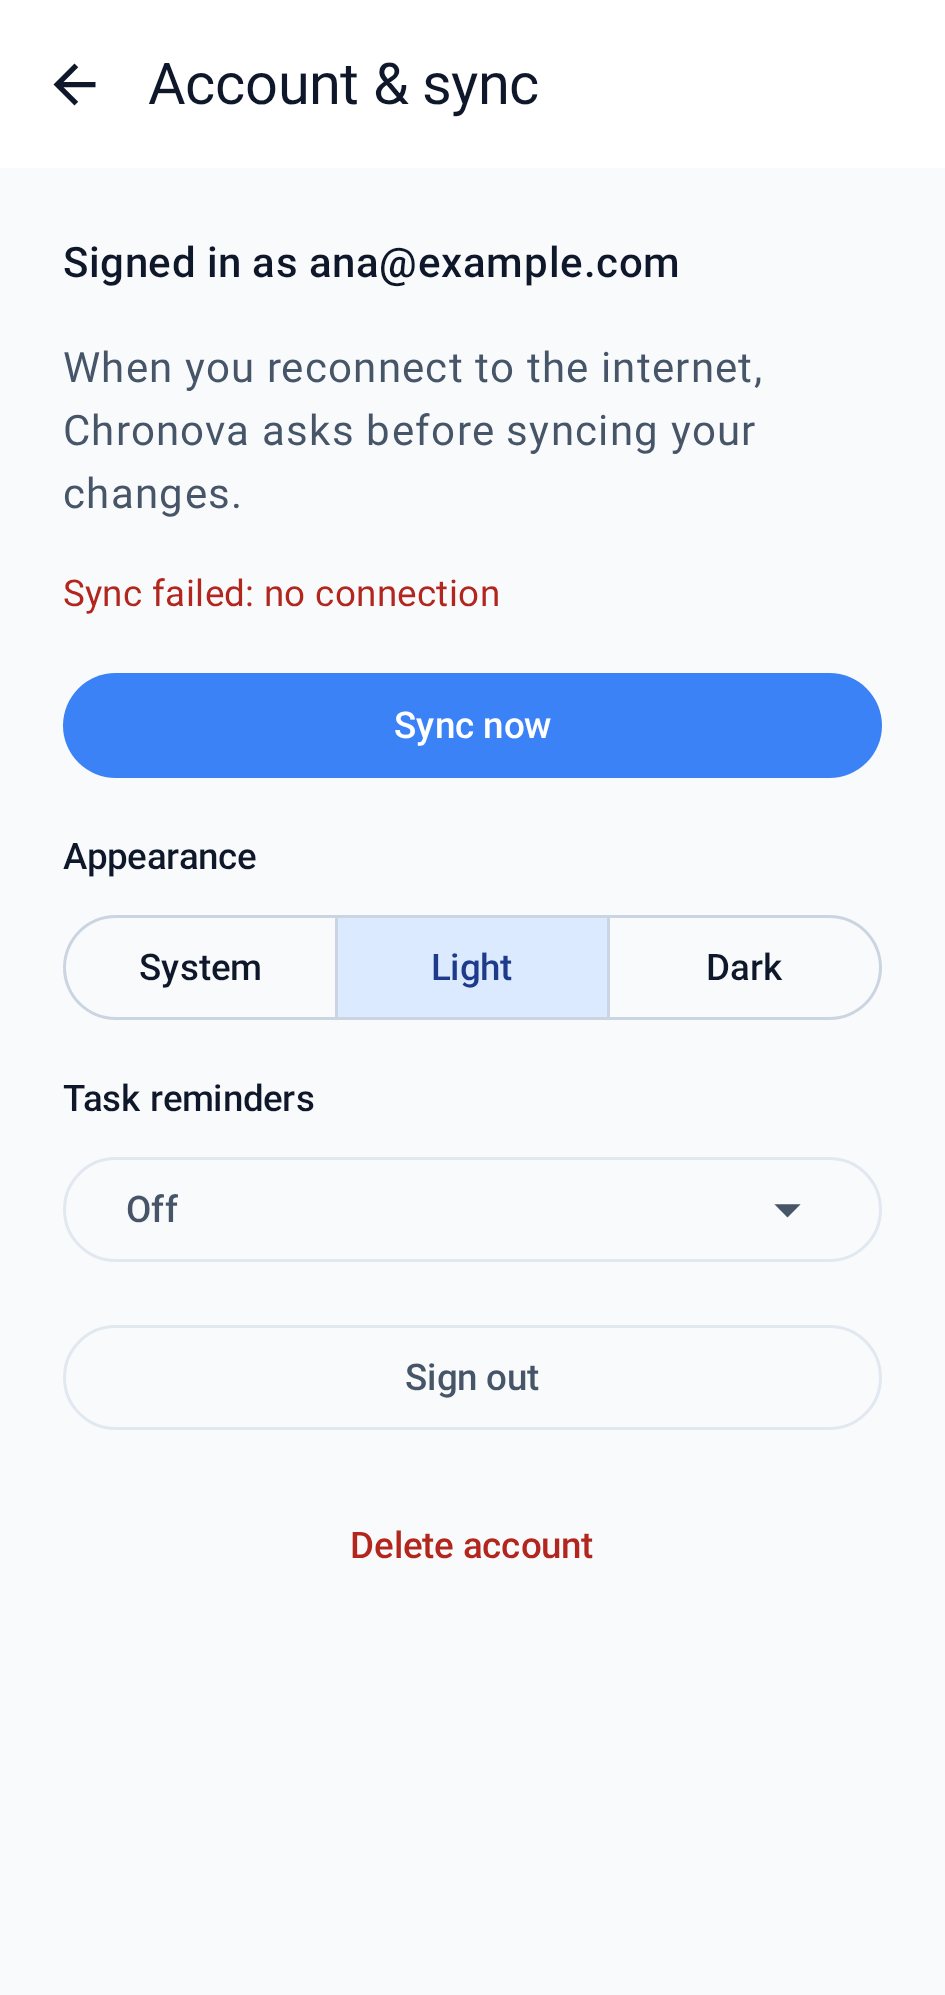 Account & sync
Signed in as ana@example.com
When you reconnect to the internet,
Chronova asks before syncing your
changes.
Sync failed: no connection
Sync now
Appearance
System Light Dark
Task reminders
Off
Sign out
Delete account